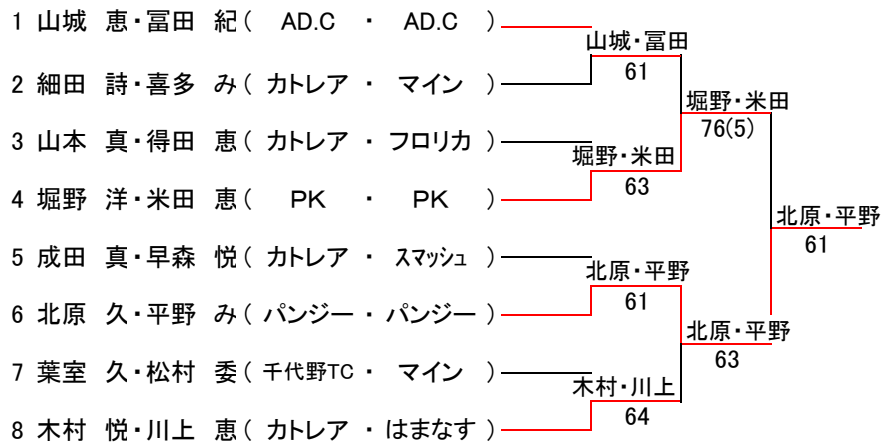 1 山城 恵・冨田 紀( AD.C ・ AD.C )
山城・冨田
61
2 細田 詩・喜多 み( カトレア ・ マイン )
堀野・米田
76(5)
3 山本 真・得田 恵( カトレア ・ フロリカ )
堀野・米田
63
4 堀野 洋・米田 恵( PK ・ PK )
北原・平野
61
5 成田 真・早森 悦( カトレア ・ スマッシュ )
北原・平野
61
6 北原 久・平野 み( パンジー ・ パンジー )
北原・平野
63
7 葉室 久・松村 委( 千代野TC ・ マイン )
木村・川上
64
8 木村 悦・川上 恵( カトレア ・ はまなす )